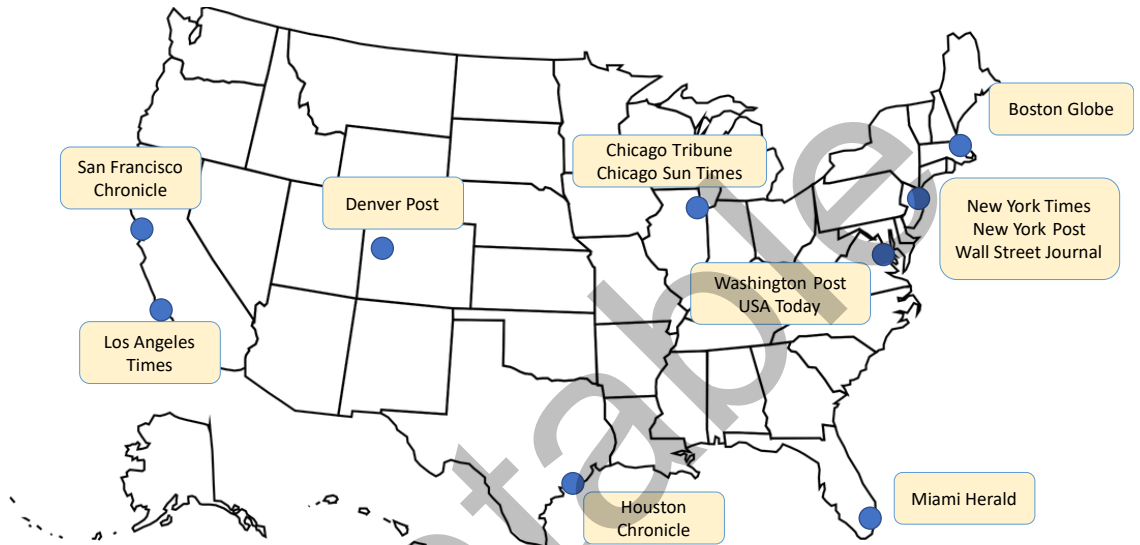 Boston Globe
Chicago Tribune
Chicago Sun Times
San Francisco
Chronicle
Denver Post
New York Times
New York Post
Wall Street Journal
Washington Post
USA Today
Los Angeles
Times
Houston
Chronicle
Miami Herald
table